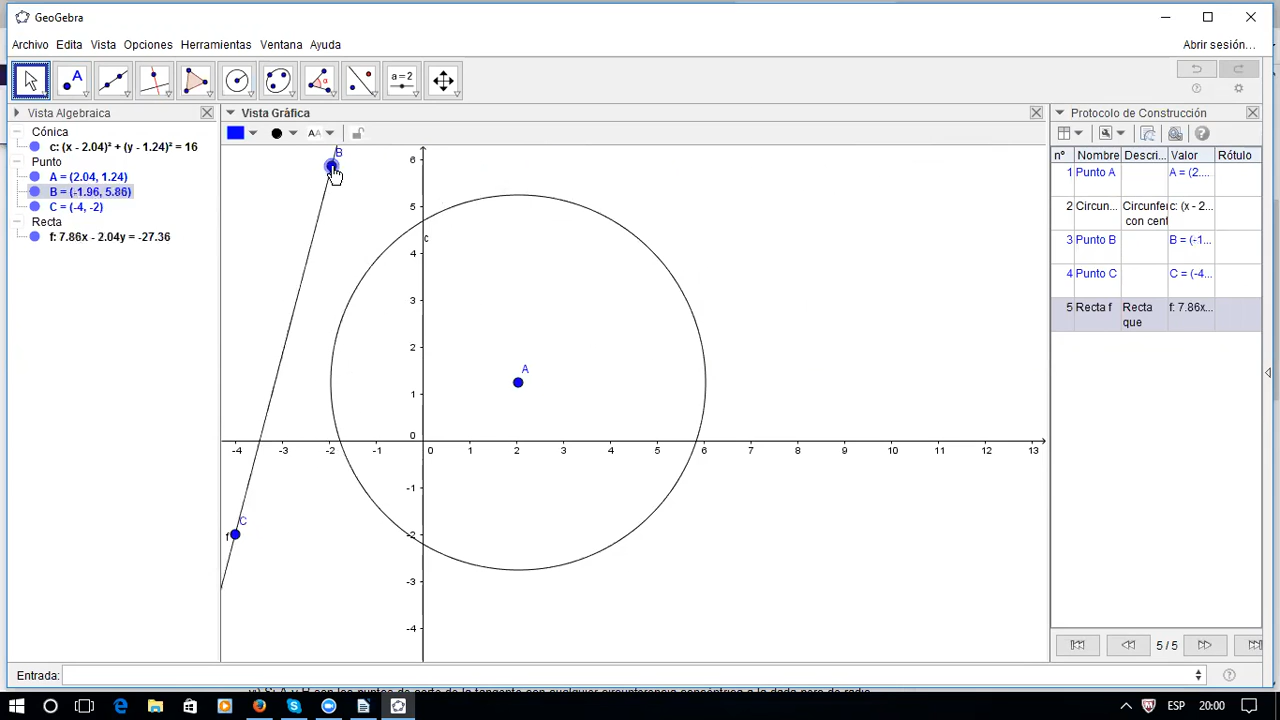 GeoGebra
Archivo Edita Vista Opciones Herramientas Ventana Ayuda
Abrir sesión...
A
α
a=2
Vista Algebraica
Vista Gráfica
Protocolo de Construcción
AA
Cónica
c: (x - 2.04)² + (y - 1.24)² = 16
Punto
A = (2.04, 1.24)
B = (-1.96, 5.86)
C = (-4, -2)
Recta
f: 7.86x - 2.04y = -27.36
B
c
A
C
f
6
5
4
3
2
1
0
-1
-2
-3
-4
-4 -3 -2 -1 0 1 2 3 4 5 6 7 8 9 10 11 12 13
nº Nombre Descri... Valor Rótulo
1 Punto A A = (2....
2 Circun... Circunferen c: (x - 2...
con cent
3 Punto B B = (-1...
4 Punto C C = (-4...
5 Recta f Recta f: 7.86x...
que
5 / 5
Entrada:
ESP 20:00